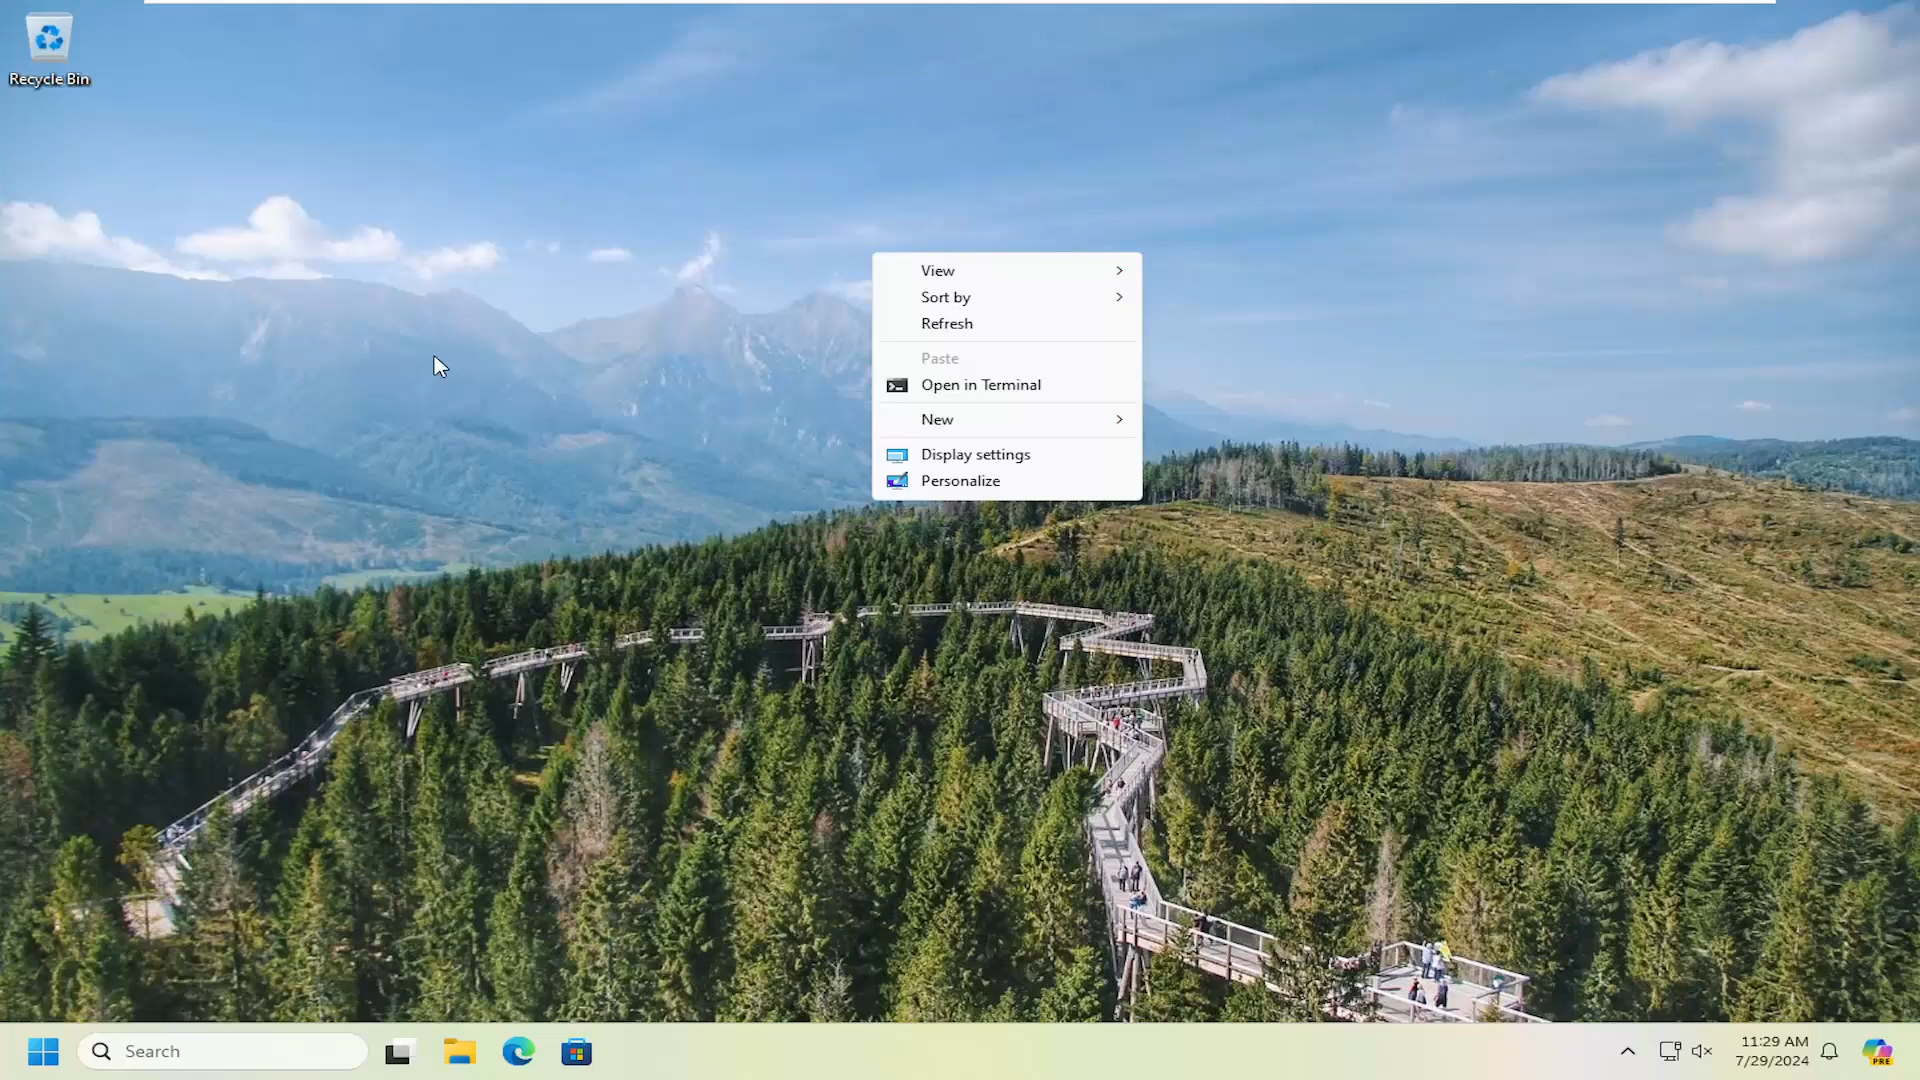 Recycle Bin
View
Sort by
Refresh
Paste
Open in Terminal
New
Display settings
Personalize
Search
11:29 AM
7/29/2024
PRE